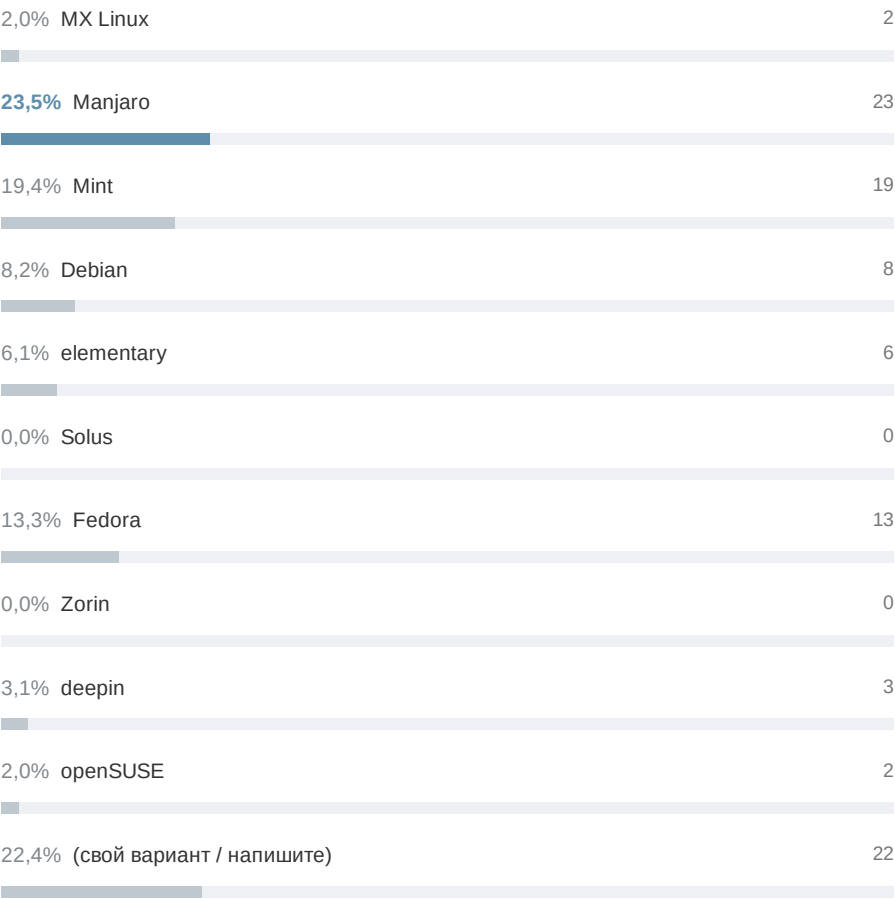 2,0% MX Linux 2
23,5% Manjaro 23
19,4% Mint 19
8,2% Debian 8
6,1% elementary 6
0,0% Solus 0
13,3% Fedora 13
0,0% Zorin 0
3,1% deepin 3
2,0% openSUSE 2
22,4% (свой вариант / напишите) 22